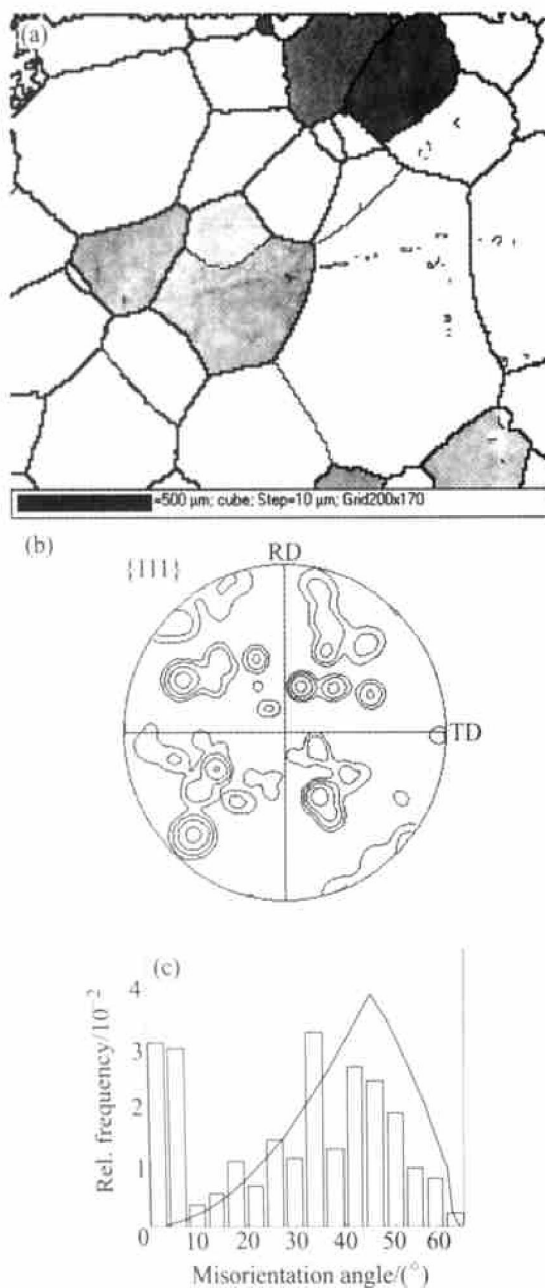 (a)
=500 μm; cube; Step=10 μm; Grid200x170
(b)
RD
{111}
TD
(c)
4
3
2
1
0 10 20 30 40 50 60
Rel. frequency/10⁻²
Misorientation angle/(°)